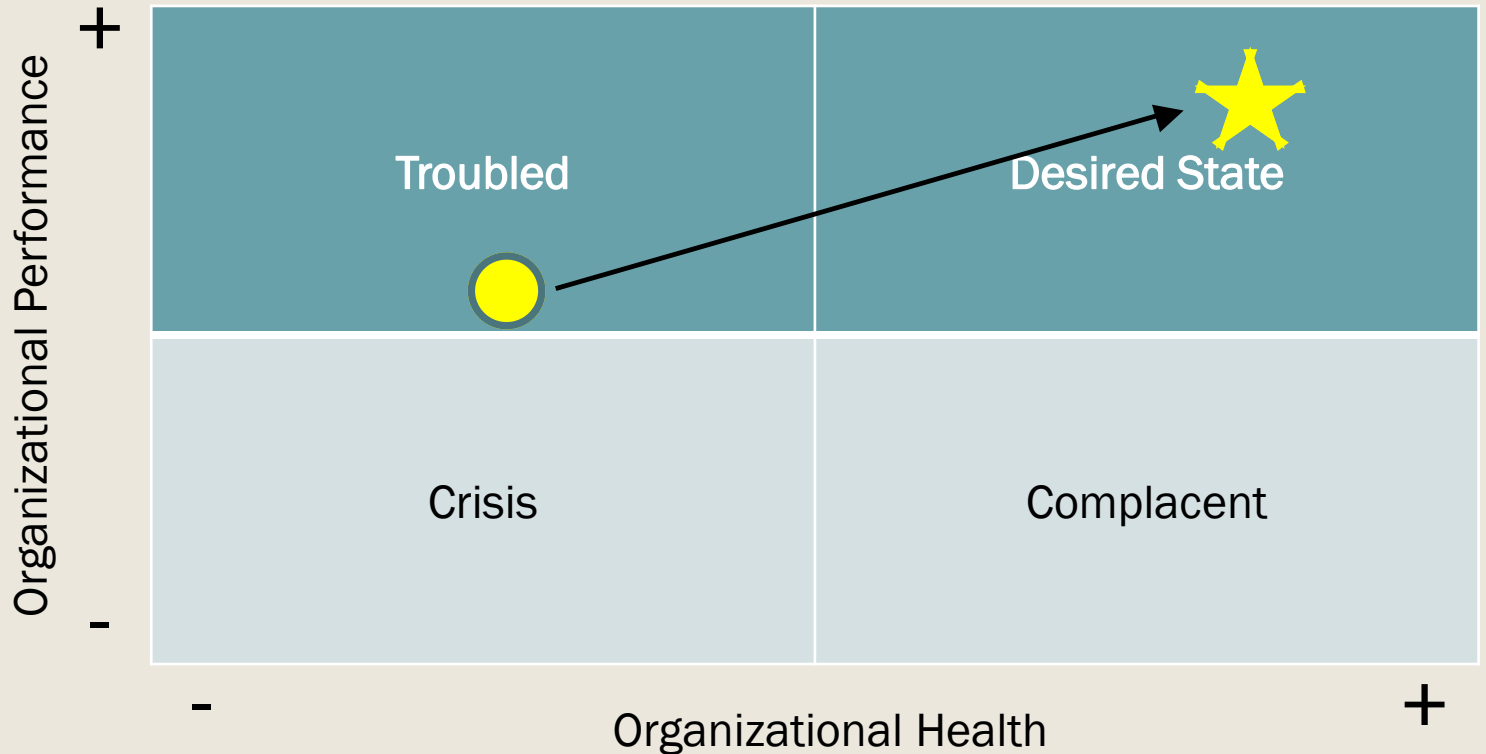 +
Organizational Performance
Troubled
Desired State
Crisis
Complacent
-
-
+
Organizational Health